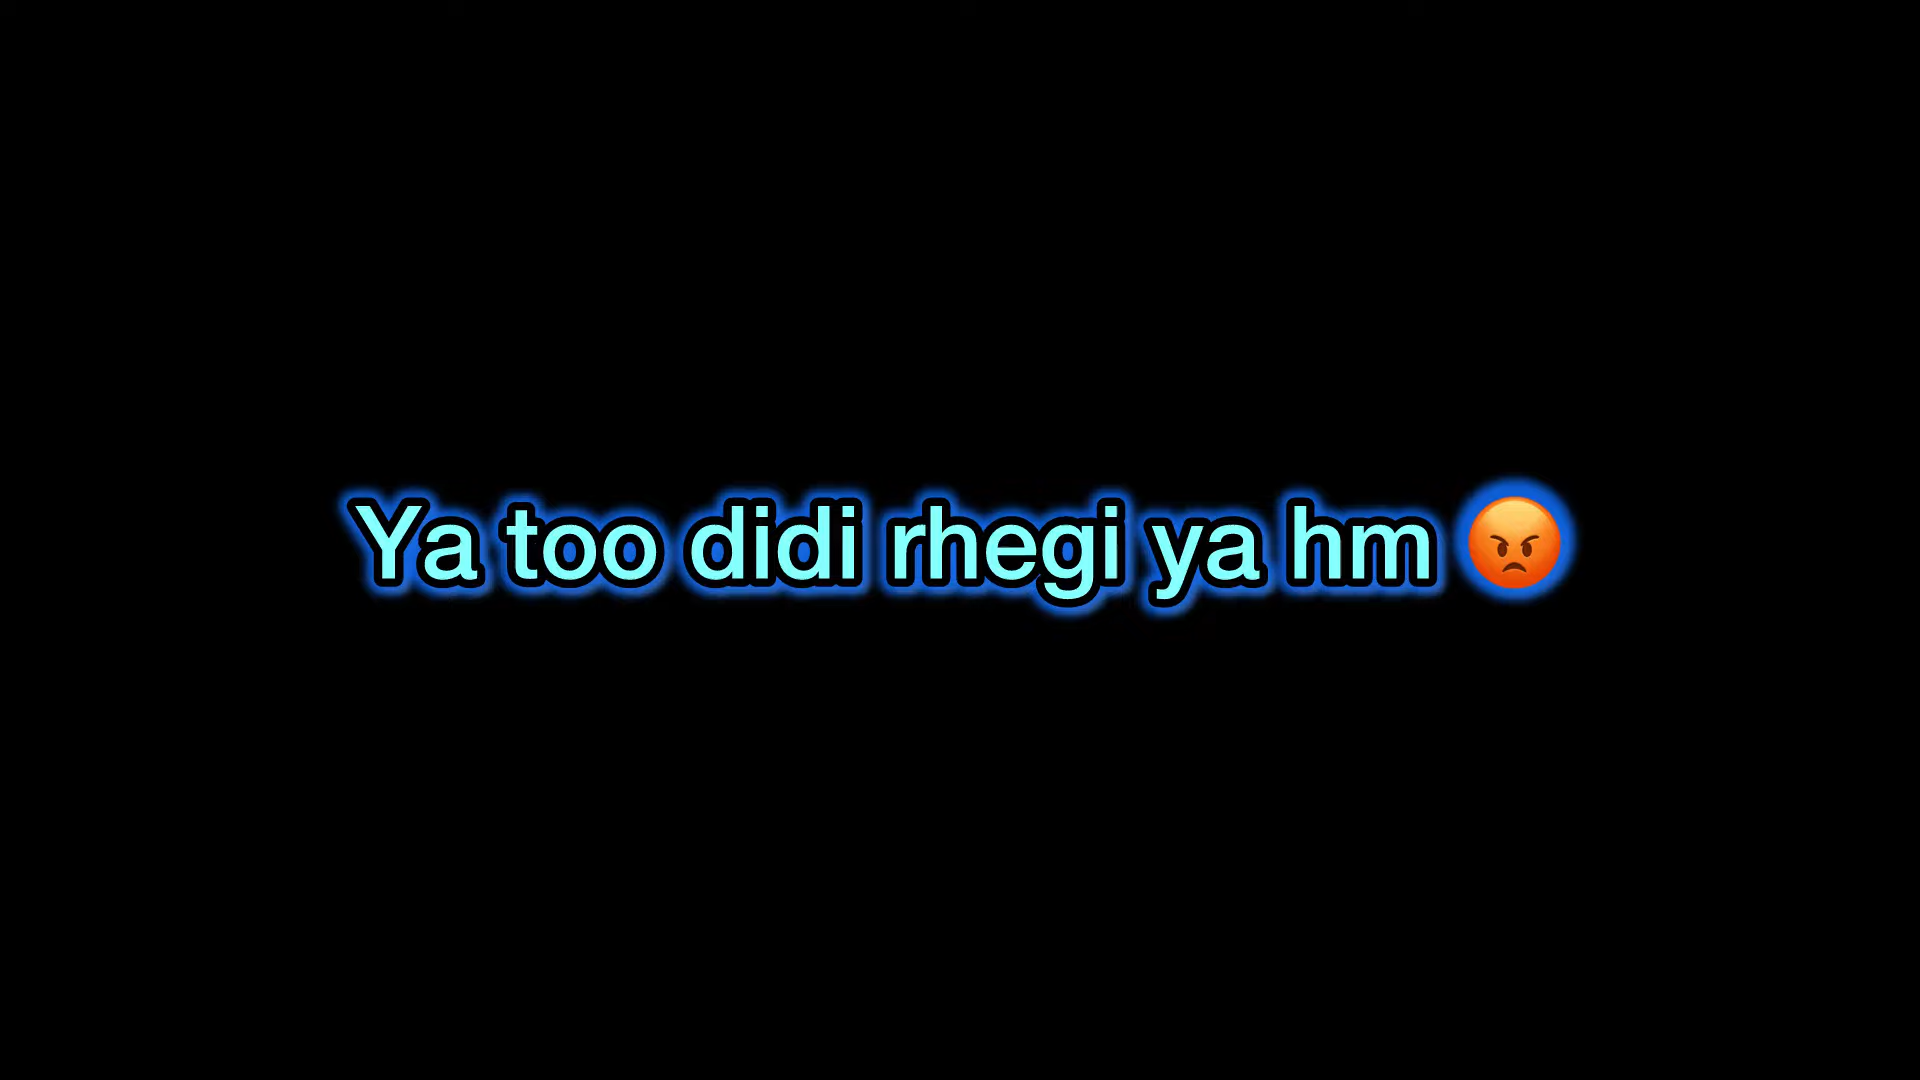 Ya too didi rhegi ya hm 😡